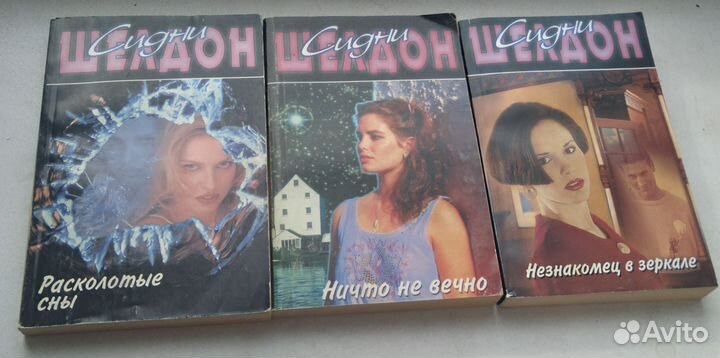 Сидни
ШЕЛДОН
Расколотые
сны
Сидни
ШЕЛДОН
Ничто не вечно
Сидни
ШЕЛДОН
Незнакомец в зеркале
Avito